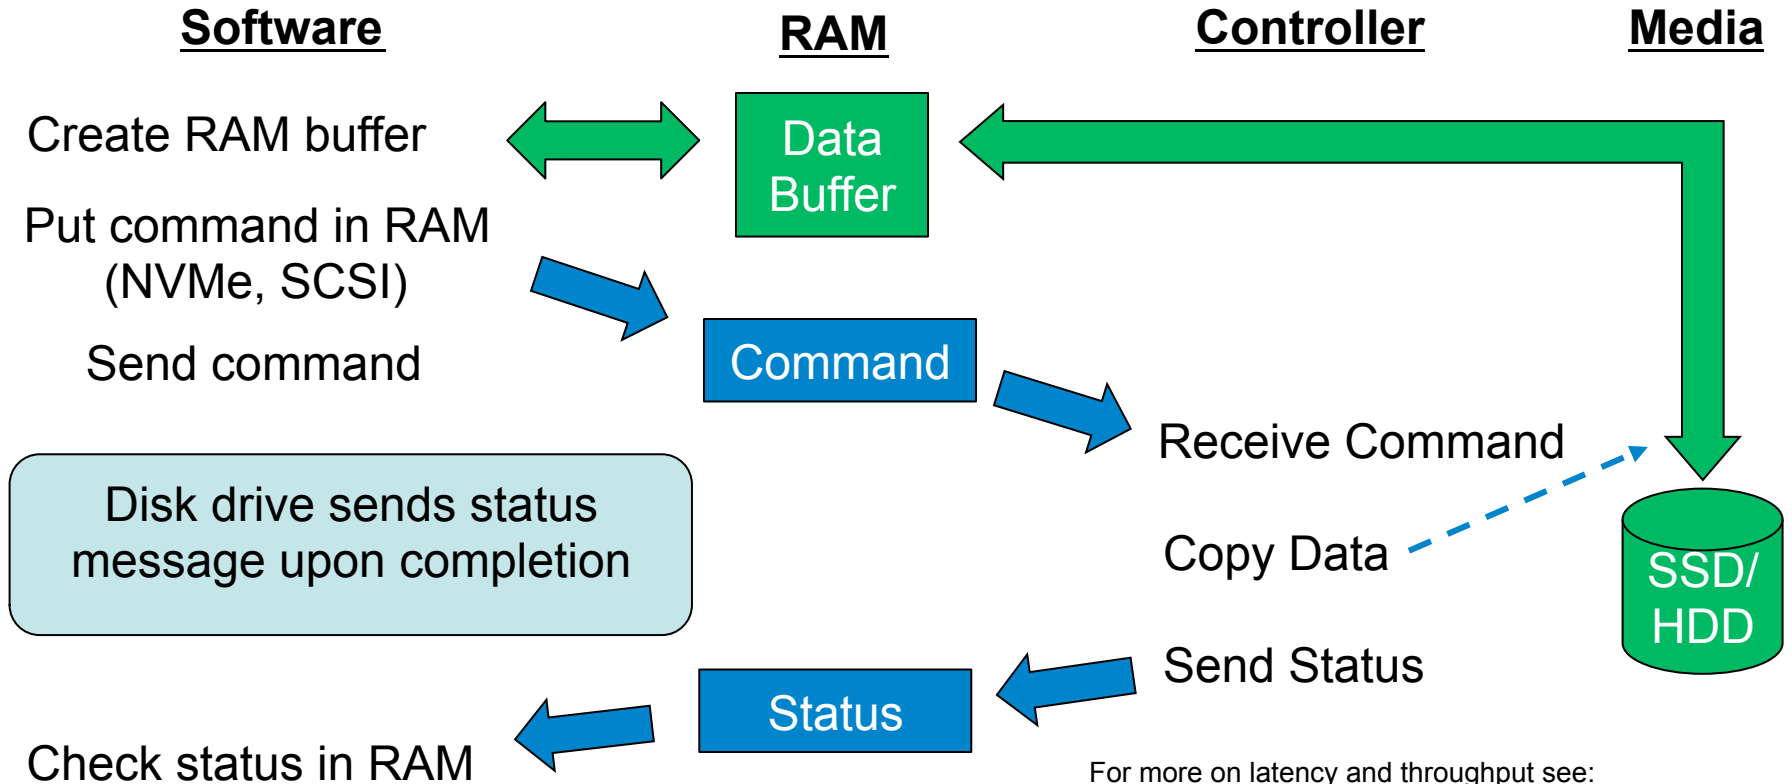 Software
RAM
Controller
Media
Create RAM buffer
Data
Buffer
Put command in RAM
(NVMe, SCSI)
Send command
Command
Receive Command
Disk drive sends status
message upon completion
Copy Data
SSD/
HDD
Send Status
Status
Check status in RAM
For more on latency and throughput see: